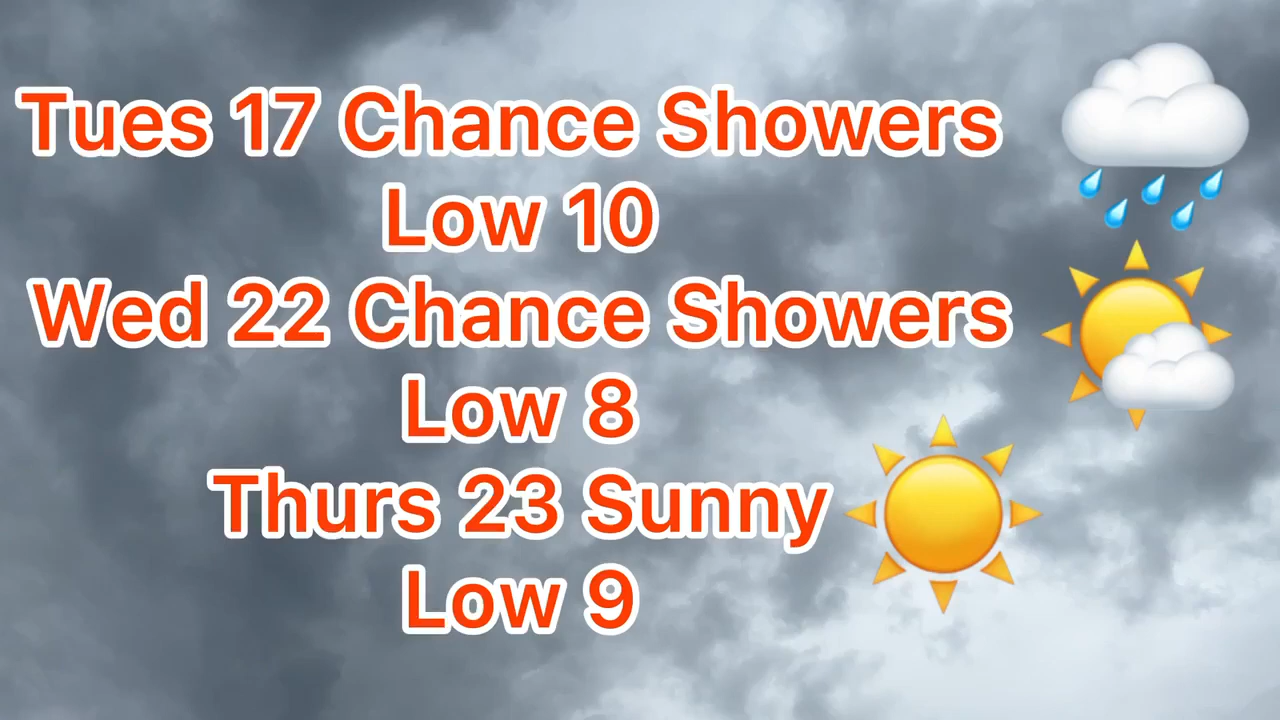 Tues 17 Chance Showers
Low 10
Wed 22 Chance Showers
Low 8
Thurs 23 Sunny
Low 9